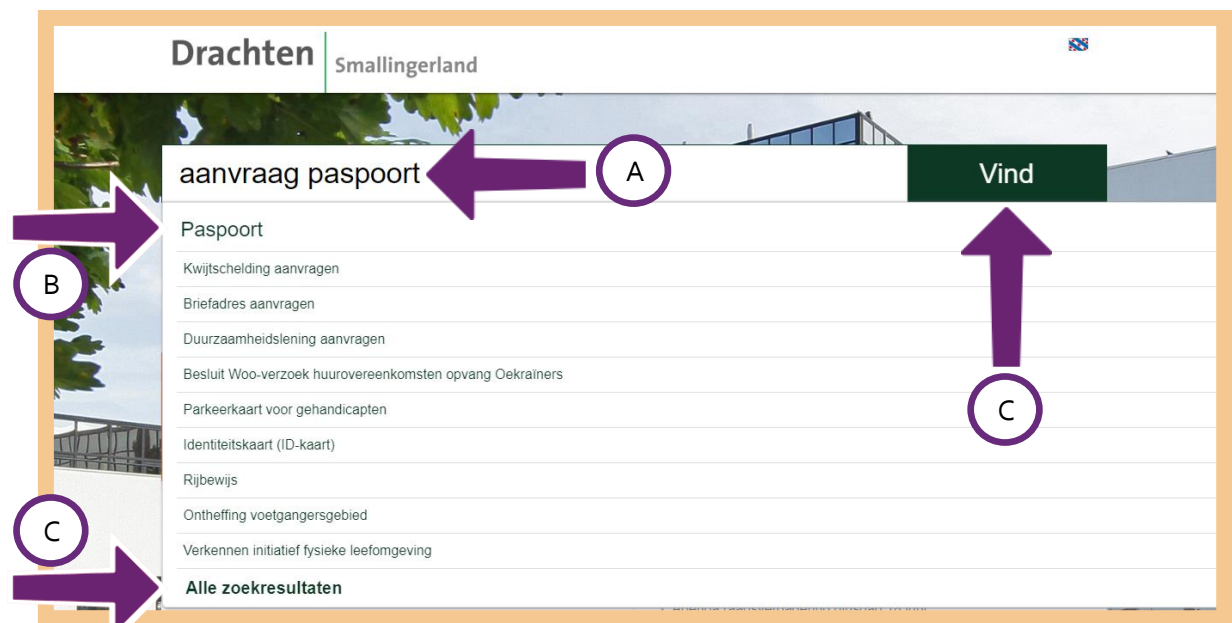 Drachten Smallingerland
aanvraag paspoort
A
Vind
Paspoort
B
Kwijtschelding aanvragen
Briefadres aanvragen
Duurzaamheidslening aanvragen
Besluit Woo-verzoek huurovereenkomsten opvang Oekraïners
Parkeerkaart voor gehandicapten
C
Identiteitskaart (ID-kaart)
Rijbewijs
Ontheffing voetgangersgebied
C
Verkennen initiatief fysieke leefomgeving
Alle zoekresultaten